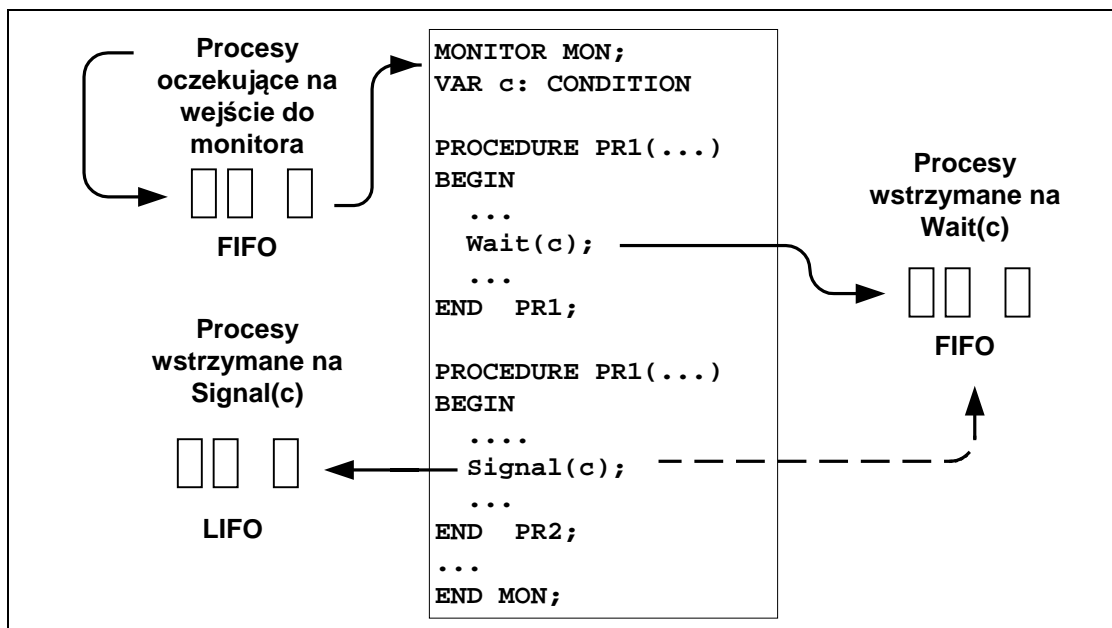 Procesy
oczekujące na
wejście do
monitora
FIFO
Procesy
wstrzymane na
Signal(c)
LIFO
MONITOR MON;
VAR c: CONDITION
PROCEDURE PR1(...)
BEGIN
...
Wait(c);
...
END PR1;
PROCEDURE PR1(...)
BEGIN
....
Signal(c);
...
END PR2;
...
END MON;
Procesy
wstrzymane na
Wait(c)
FIFO